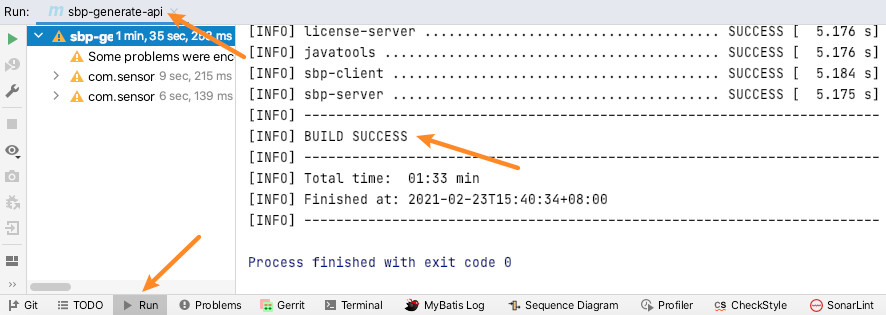 Run: m sbp-generate-api ×
sbp-ge 1 min, 35 sec, 263 ms
Some problems were enc
com.sensor 9 sec, 215 ms
com.sensor 6 sec, 139 ms
[INFO] license-server .................................. SUCCESS [  5.176 s]
[INFO] javatools ....................................... SUCCESS [  5.176 s]
[INFO] sbp-client ...................................... SUCCESS [  5.184 s]
[INFO] sbp-server ...................................... SUCCESS [  5.175 s]
[INFO] ------------------------------------------------------------------
[INFO] BUILD SUCCESS
[INFO] ------------------------------------------------------------------
[INFO] Total time:  01:33 min
[INFO] Finished at: 2021-02-23T15:40:34+08:00
[INFO] ------------------------------------------------------------------
Process finished with exit code 0
Git TODO Run Problems Gerrit Terminal MyBatis Log Sequence Diagram Profiler CS CheckStyle SonarLint